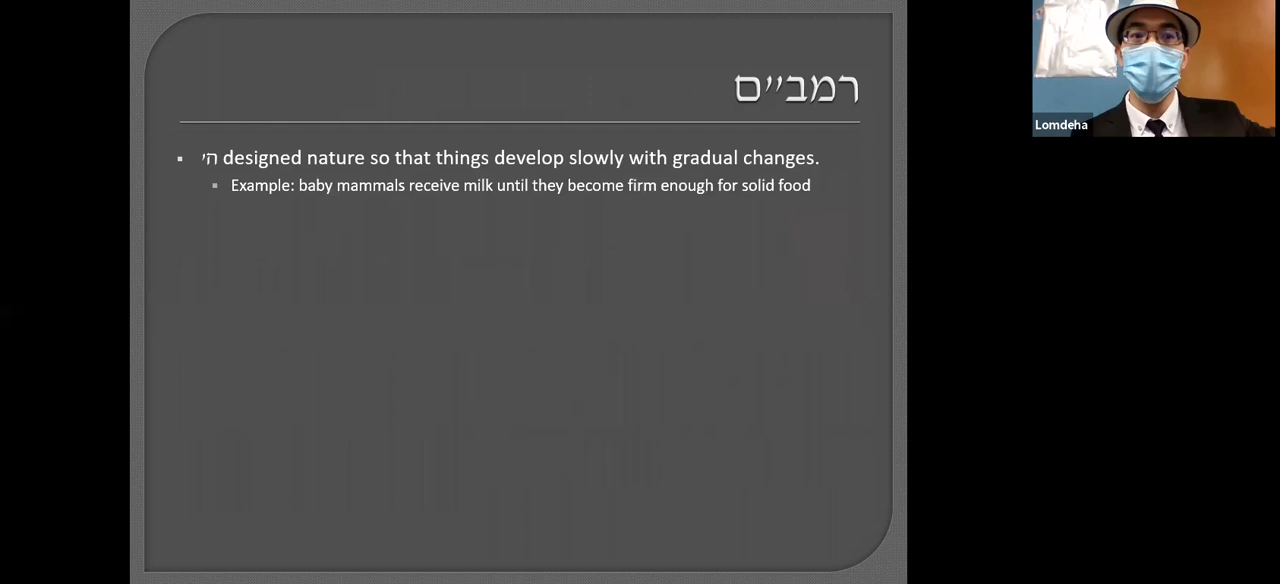 רמב״ם
ה׳ designed nature so that things develop slowly with gradual changes.
Example: baby mammals receive milk until they become firm enough for solid food
Lomdeha